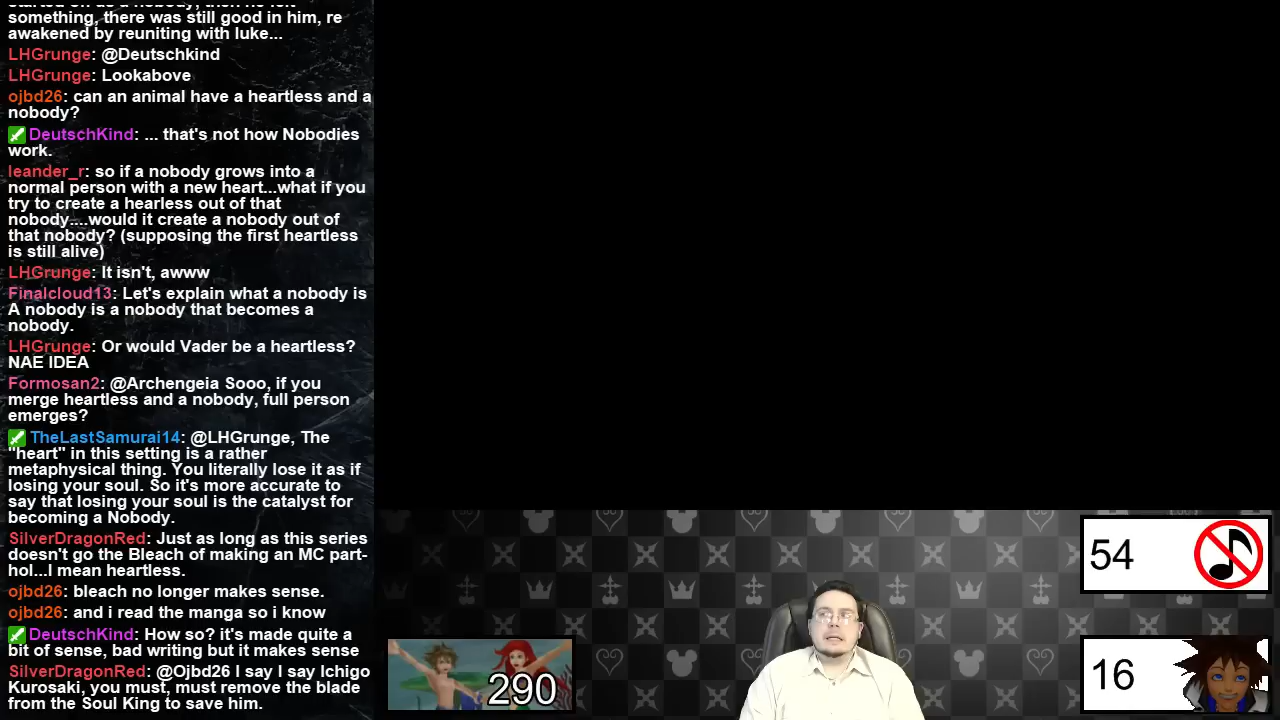 something, there was still good in him, re
awakened by reuniting with luke...
LHGrunge: @Deutschkind
LHGrunge: Lookabove
ojbd26: can an animal have a heartless and a
nobody?
DeutschKind: ... that's not how Nobodies
work.
leander_r: so if a nobody grows into a
normal person with a new heart...what if you
try to create a hearless out of that
nobody....would it create a nobody out of
that nobody? (supposing the first heartless
is still alive)
LHGrunge: It isn't, awww
Finalcloud13: Let's explain what a nobody is
A nobody is a nobody that becomes a
nobody.
LHGrunge: Or would Vader be a heartless?
NAE IDEA
Formosan2: @Archengeia Sooo, if you
merge heartless and a nobody, full person
emerges?
TheLastSamurai14: @LHGrunge, The
"heart" in this setting is a rather
metaphysical thing. You literally lose it as if
losing your soul. So it's more accurate to
say that losing your soul is the catalyst for
becoming a Nobody.
SilverDragonRed: Just as long as this series
doesn't go the Bleach of making an MC part-
hol...I mean heartless.
ojbd26: bleach no longer makes sense.
ojbd26: and i read the manga so i know
DeutschKind: How so? it's made quite a
bit of sense, bad writing but it makes sense
SilverDragonRed: @Ojbd26 I say I say Ichigo
Kurosaki, you must, must remove the blade
from the Soul King to save him.
54
290
16